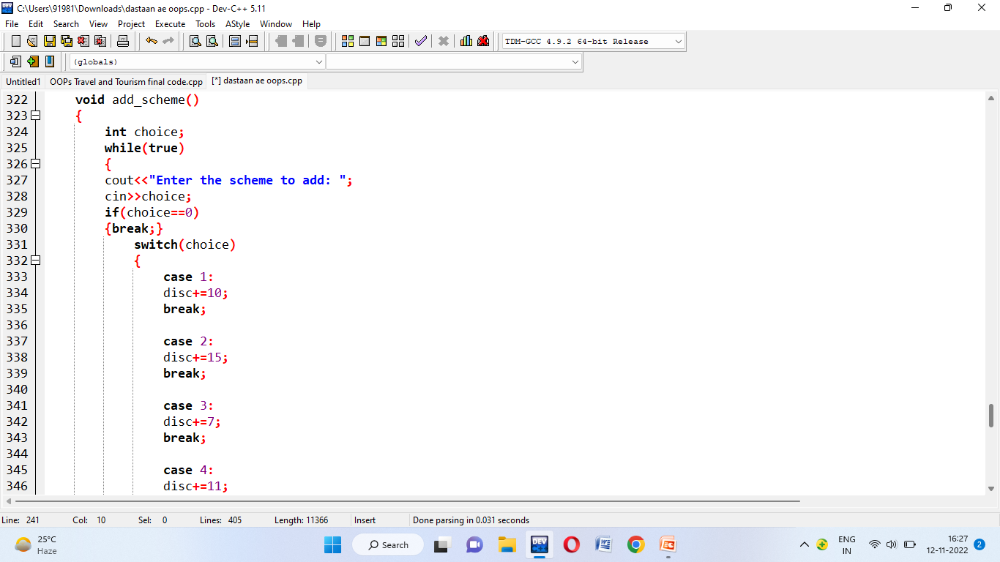 C:\Users\91981\Downloads\dastaan ae oops.cpp - Dev-C++ 5.11
File Edit Search View Project Execute Tools AStyle Window Help
TDM-GCC 4.9.2 64-bit Release
(globals)
Untitled1 OOPs Travel and Tourism final code.cpp [*] dastaan ae oops.cpp
322 void add_scheme()
323 {
324 int choice;
325 while(true)
326 {
327 cout<<"Enter the scheme to add: ";
328 cin>>choice;
329 if(choice==0)
330 {break;}
331 switch(choice)
332 {
333 case 1:
334 disc+=10;
335 break;
336
337 case 2:
338 disc+=15;
339 break;
340
341 case 3:
342 disc+=7;
343 break;
344
345 case 4:
346 disc+=11;
Line: 241 Col: 10 Sel: 0 Lines: 405 Length: 11366 Insert Done parsing in 0.031 seconds
25°C
Haze
Search
DEV
ENG
IN
16:27
12-11-2022
2